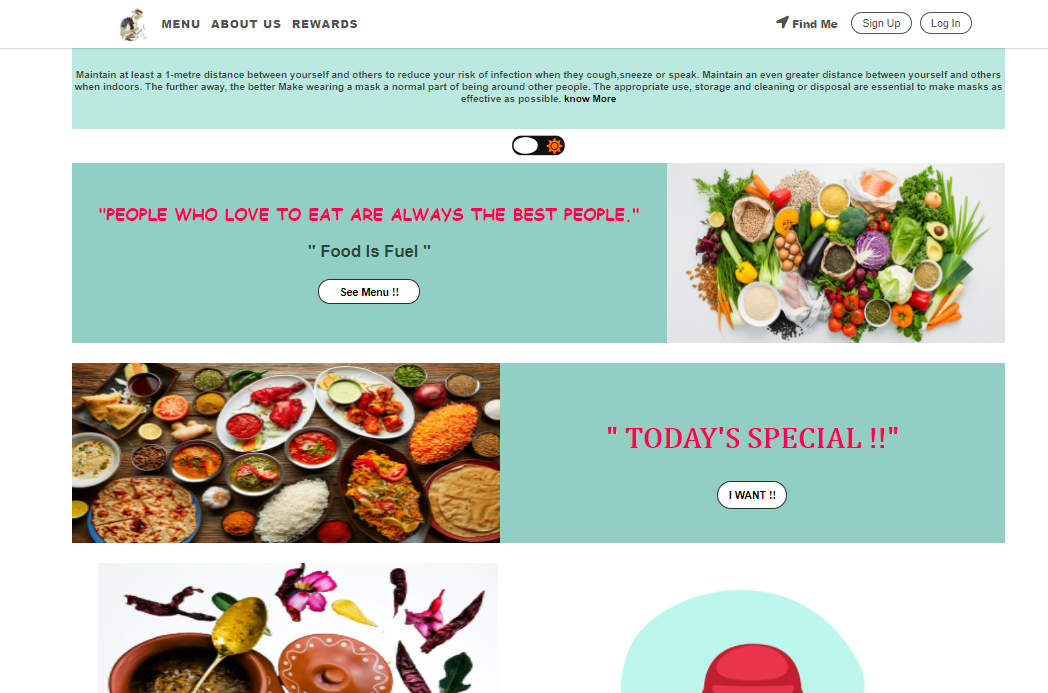 MENU ABOUT US REWARDS
Find Me Sign Up Log In
Maintain at least a 1-metre distance between yourself and others to reduce your risk of infection when they cough,sneeze or speak. Maintain an even greater distance between yourself and others
when indoors. The further away, the better Make wearing a mask a normal part of being around other people. The appropriate use, storage and cleaning or disposal are essential to make masks as
effective as possible. know More
"PEOPLE WHO LOVE TO EAT ARE ALWAYS THE BEST PEOPLE."
" Food Is Fuel "
See Menu !!
" TODAY'S SPECIAL !!"
I WANT !!